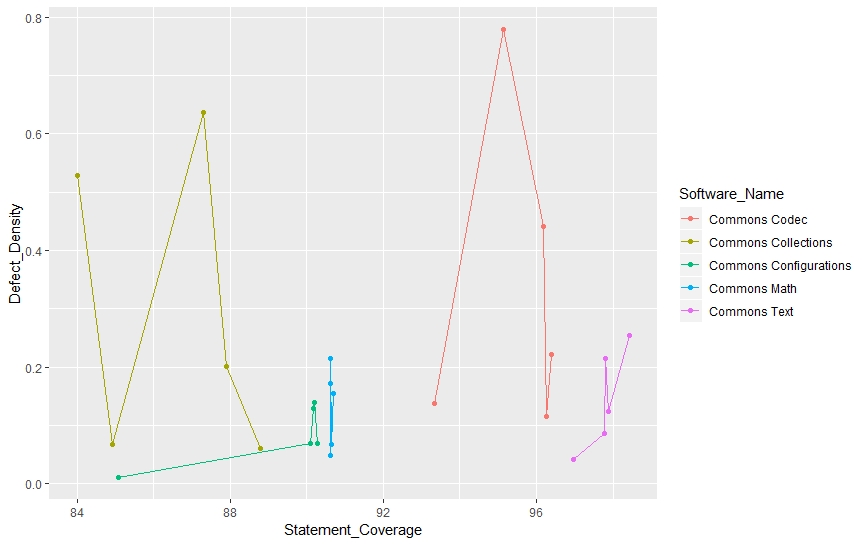 0.8
0.6
0.4
0.2
0.0
Defect_Density
84
88
92
96
Statement_Coverage
Software_Name
Commons Codec
Commons Collections
Commons Configurations
Commons Math
Commons Text